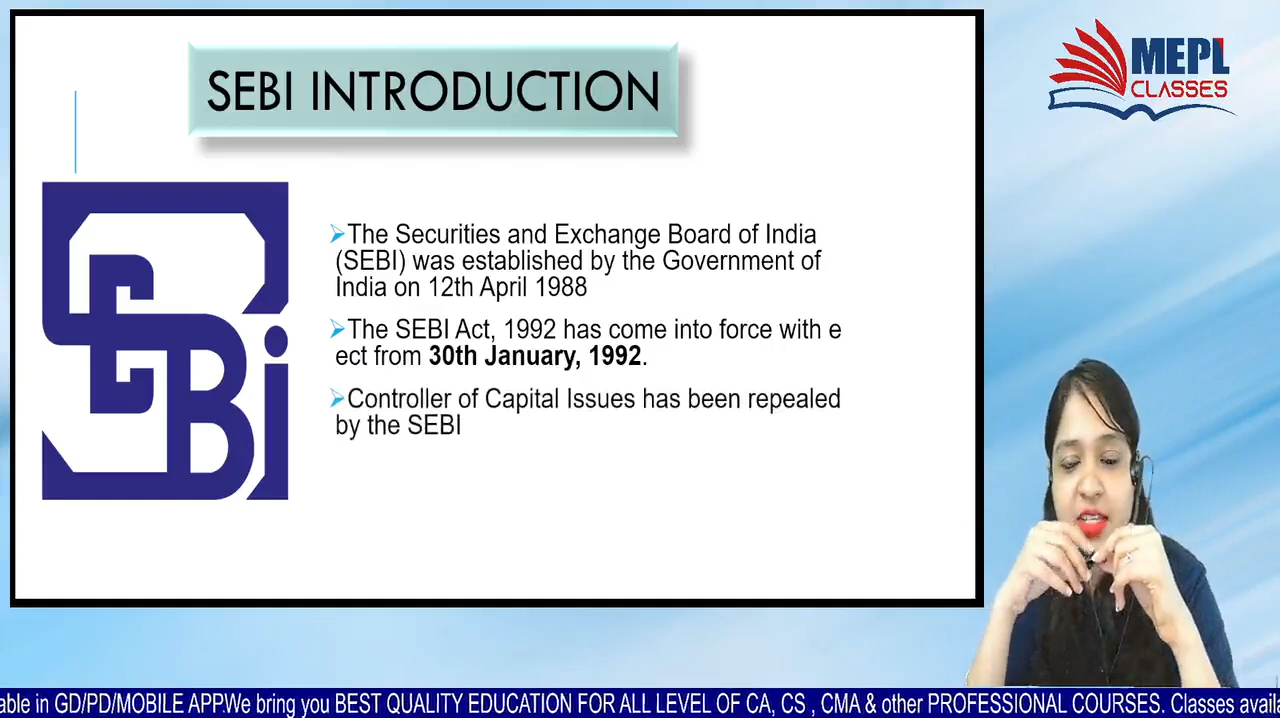 SEBI INTRODUCTION
MEPL
CLASSES
SEBi
➢The Securities and Exchange Board of India
(SEBI) was established by the Government of
India on 12th April 1988
➢The SEBI Act, 1992 has come into force with e
ect from 30th January, 1992.
➢Controller of Capital Issues has been repealed
by the SEBI
able in GD/PD/MOBILE APP.We bring you BEST QUALITY EDUCATION FOR ALL LEVEL OF CA, CS , CMA & other PROFESSIONAL COURSES. Classes availa